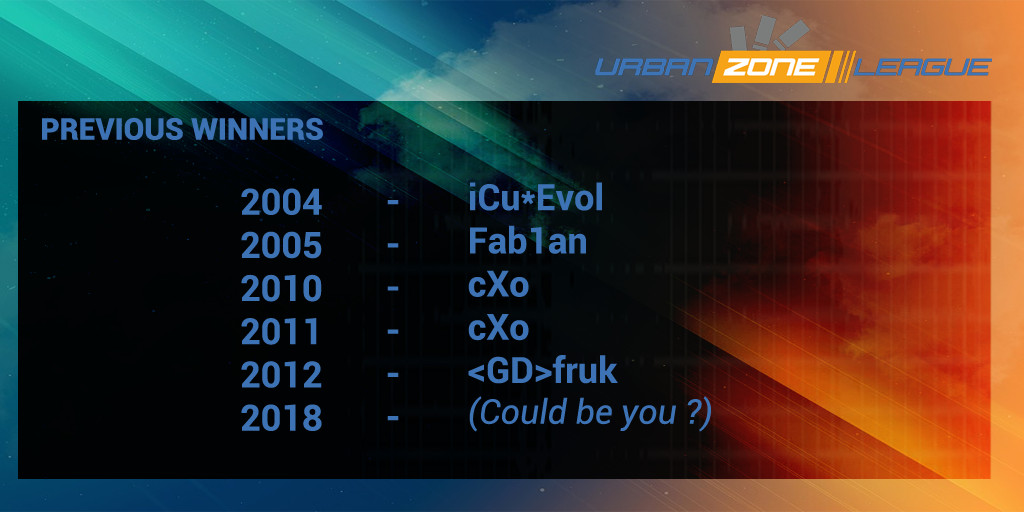 URBAN ZONE LEAGUE
PREVIOUS WINNERS
2004 - iCu*Evol
2005 - Fab1an
2010 - cXo
2011 - cXo
2012 - <GD>fruk
2018 - (Could be you ?)